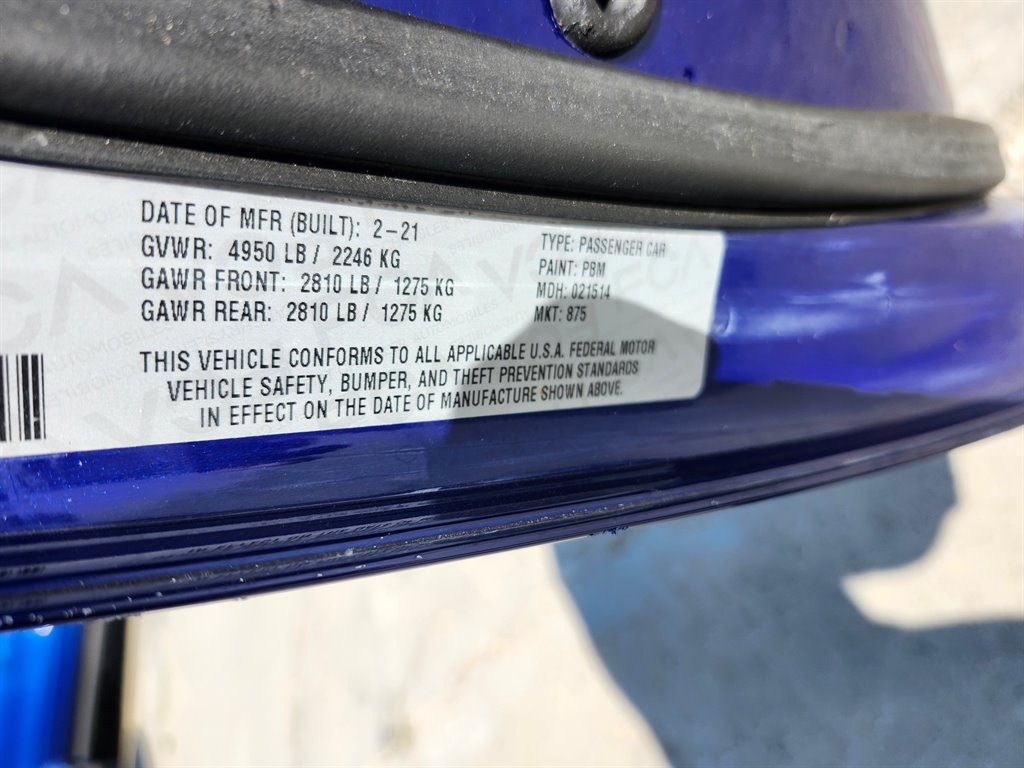 DATE OF MFR (BUILT): 2-21
GVWR: 4950 LB / 2246 KG
GAWR FRONT: 2810 LB / 1275 KG
GAWR REAR: 2810 LB / 1275 KG
TYPE: PASSENGER CAR
PAINT: PBM
MDH: 021514
MKT: 875
THIS VEHICLE CONFORMS TO ALL APPLICABLE U.S.A. FEDERAL MOTOR
VEHICLE SAFETY, BUMPER, AND THEFT PREVENTION STANDARDS
IN EFFECT ON THE DATE OF MANUFACTURE SHOWN ABOVE.